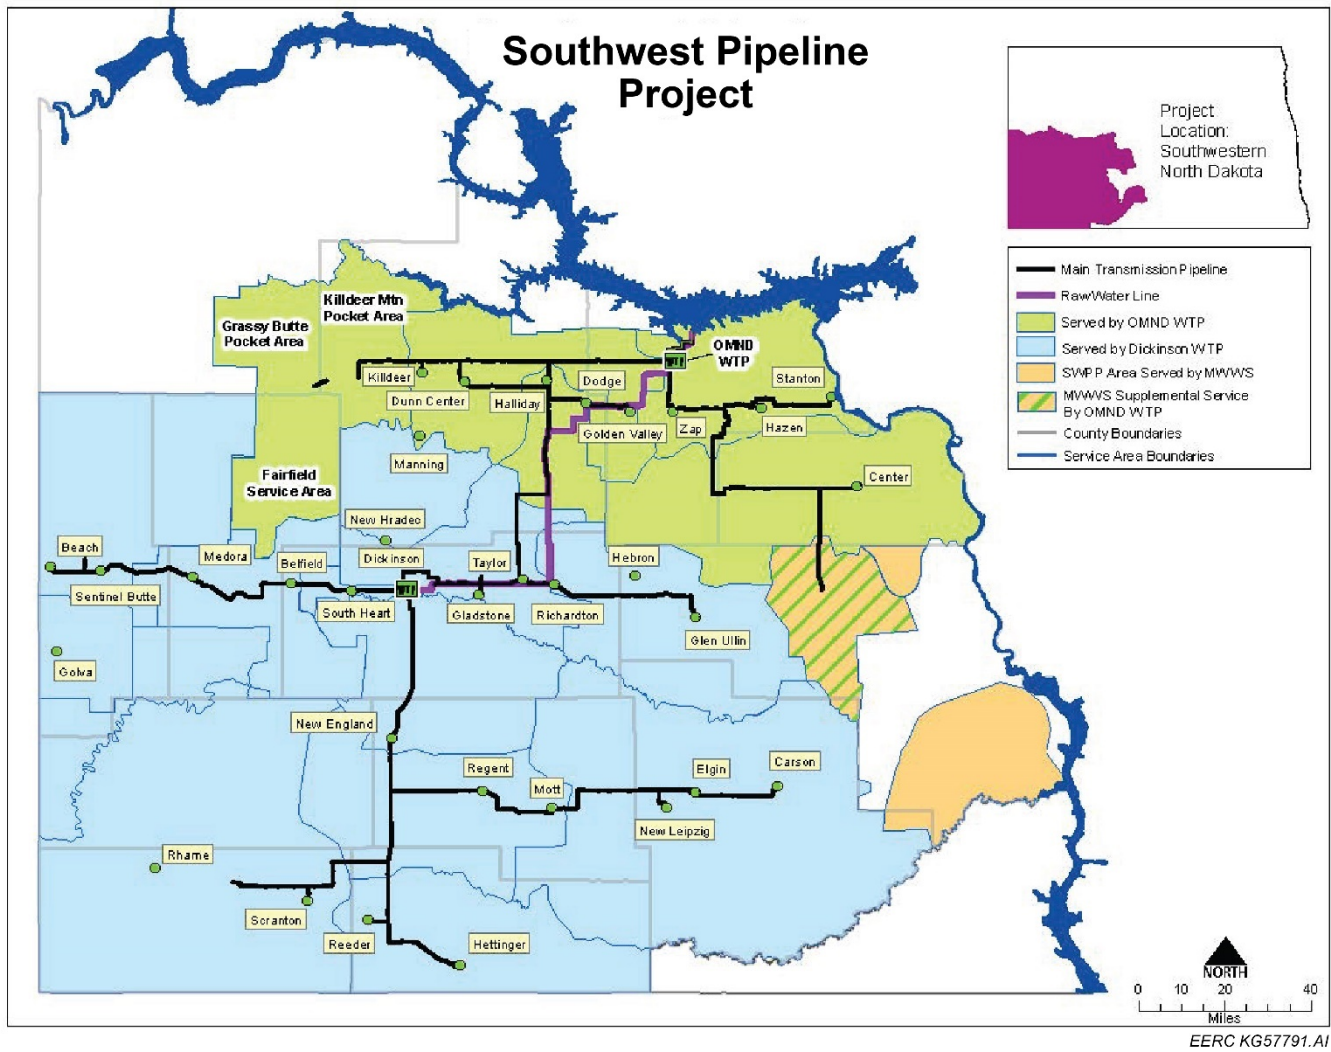 Southwest Pipeline
Project
Project
Location:
Southwestern
North Dakota
Main Transmission Pipeline
Raw Water Line
Served by OMND WTP
Served by Dickinson WTP
SWPP Area Served by MWWS
MWWS Supplemental Service
By OMND WTP
County Boundaries
Service Area Boundaries
Killdeer Mtn
Pocket Area
Grassy Butte
Pocket Area
OMND
WTP
WTP
Killdeer
Dunn Center
Halliday
Dodge
Golden Valley
Zap
Hazen
Stanton
Manning
Center
Fairfield
Service Area
New Hradec
Dickinson
WTP
Beach
Sentinel Butte
Medora
Belfield
South Heart
Taylor
Gladstone
Richardton
Hebron
Glen Ullin
Golva
New England
Regent
Mott
Elgin
Carson
New Leipzig
Rhame
Scranton
Reeder
Hettinger
NORTH
0 10 20 40
Miles
EERC KG57791.AI